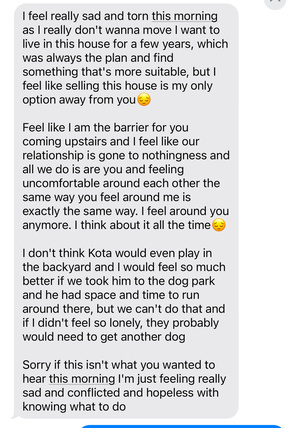 I feel really sad and torn this morning
as I really don't wanna move I want to
live in this house for a few years, which
was always the plan and find
something that's more suitable, but I
feel like selling this house is my only
option away from you😔
Feel like I am the barrier for you
coming upstairs and I feel like our
relationship is gone to nothingness and
all we do is are you and feeling
uncomfortable around each other the
same way you feel around me is
exactly the same way. I feel around you
anymore. I think about it all the time😔
I don't think Kota would even play in
the backyard and I would feel so much
better if we took him to the dog park
and he had space and time to run
around there, but we can't do that and
if I didn't feel so lonely, they probably
would need to get another dog
Sorry if this isn't what you wanted to
hear this morning I'm just feeling really
sad and conflicted and hopeless with
knowing what to do